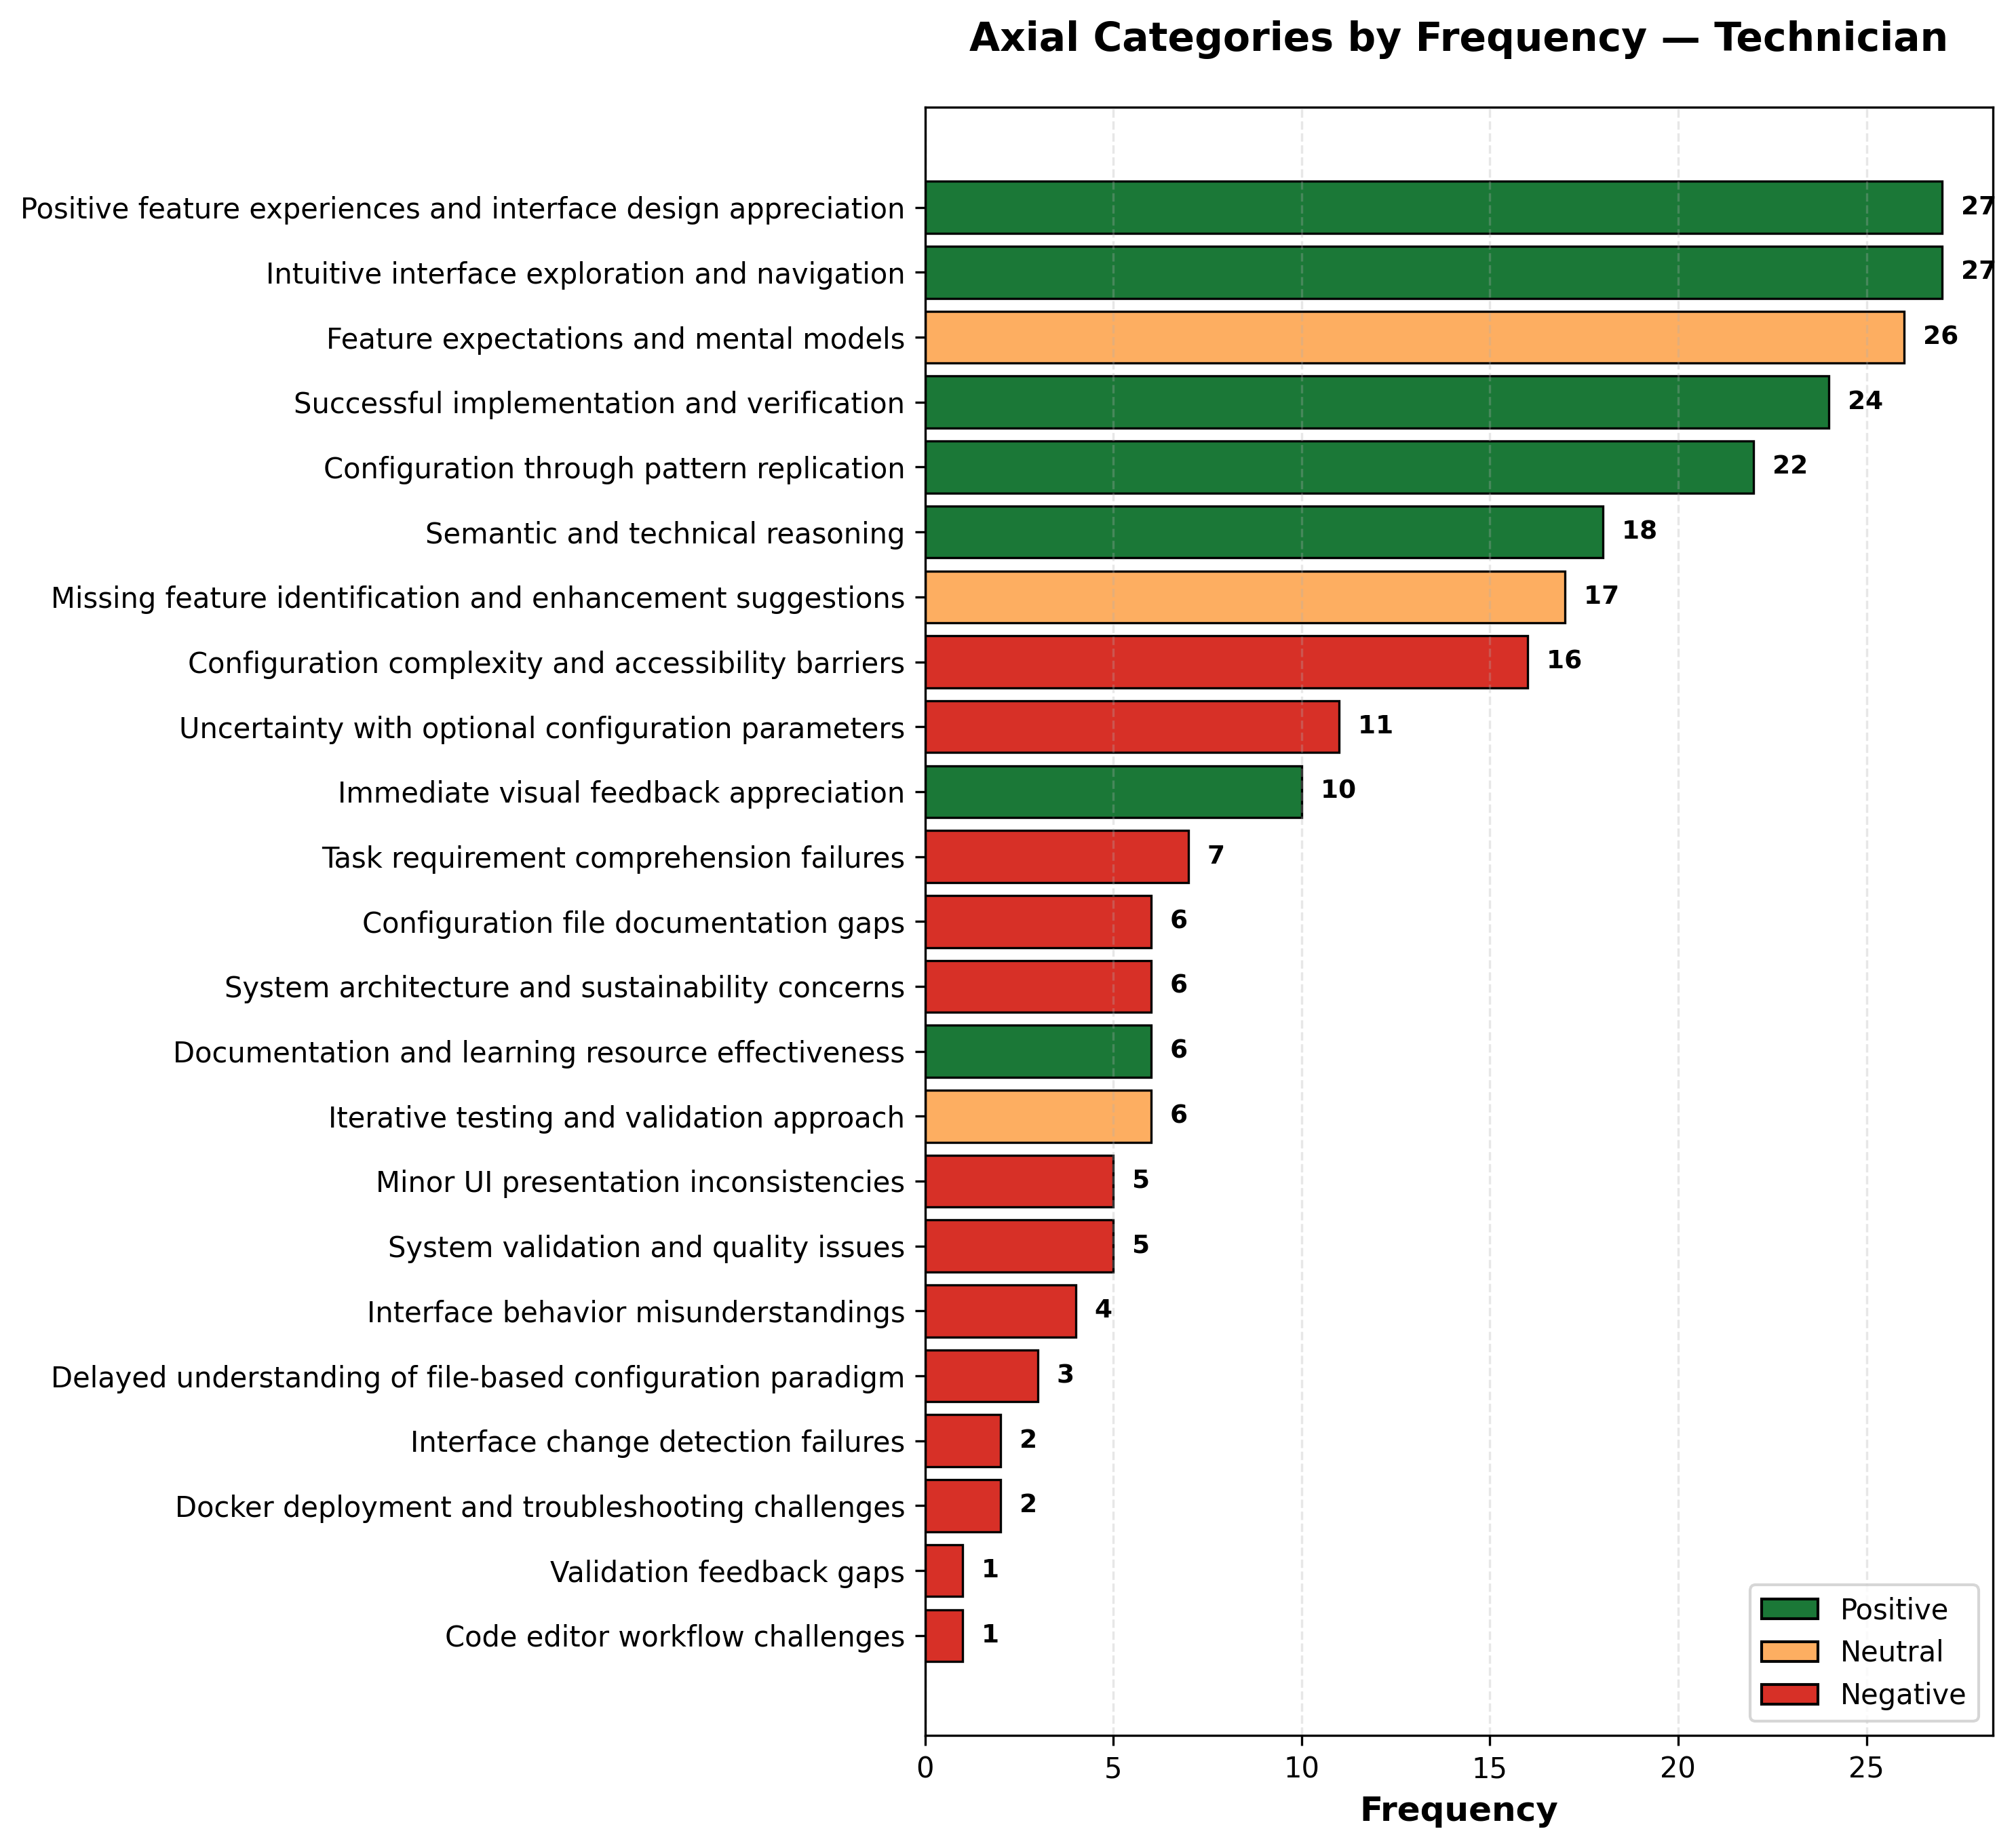 Axial Categories by Frequency — Technician
Positive feature experiences and interface design appreciation 27
Intuitive interface exploration and navigation 27
Feature expectations and mental models 26
Successful implementation and verification 24
Configuration through pattern replication 22
Semantic and technical reasoning 18
Missing feature identification and enhancement suggestions 17
Configuration complexity and accessibility barriers 16
Uncertainty with optional configuration parameters 11
Immediate visual feedback appreciation 10
Task requirement comprehension failures 7
Configuration file documentation gaps 6
System architecture and sustainability concerns 6
Documentation and learning resource effectiveness 6
Iterative testing and validation approach 6
Minor UI presentation inconsistencies 5
System validation and quality issues 5
Interface behavior misunderstandings 4
Delayed understanding of file-based configuration paradigm 3
Interface change detection failures 2
Docker deployment and troubleshooting challenges 2
Validation feedback gaps 1
Code editor workflow challenges 1
Positive
Neutral
Negative
0 5 10 15 20 25
Frequency